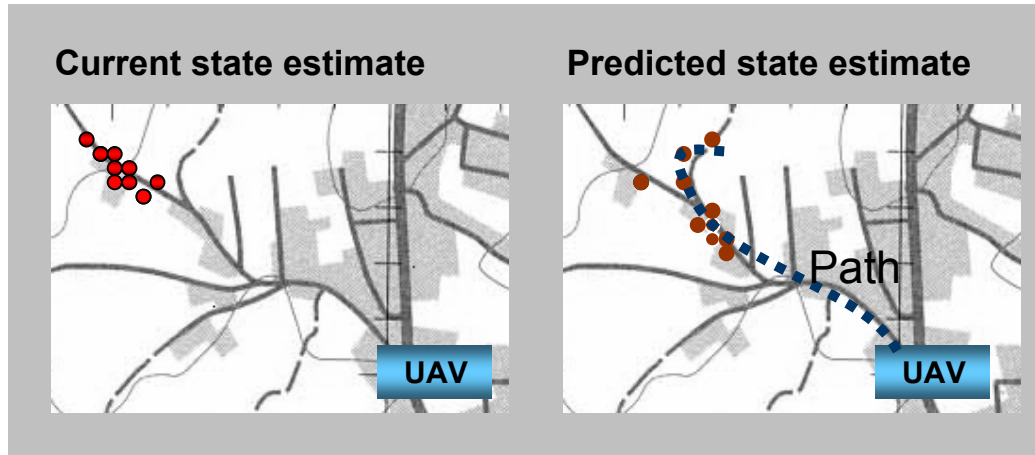 Current state estimate
Predicted state estimate
Path
UAV
UAV